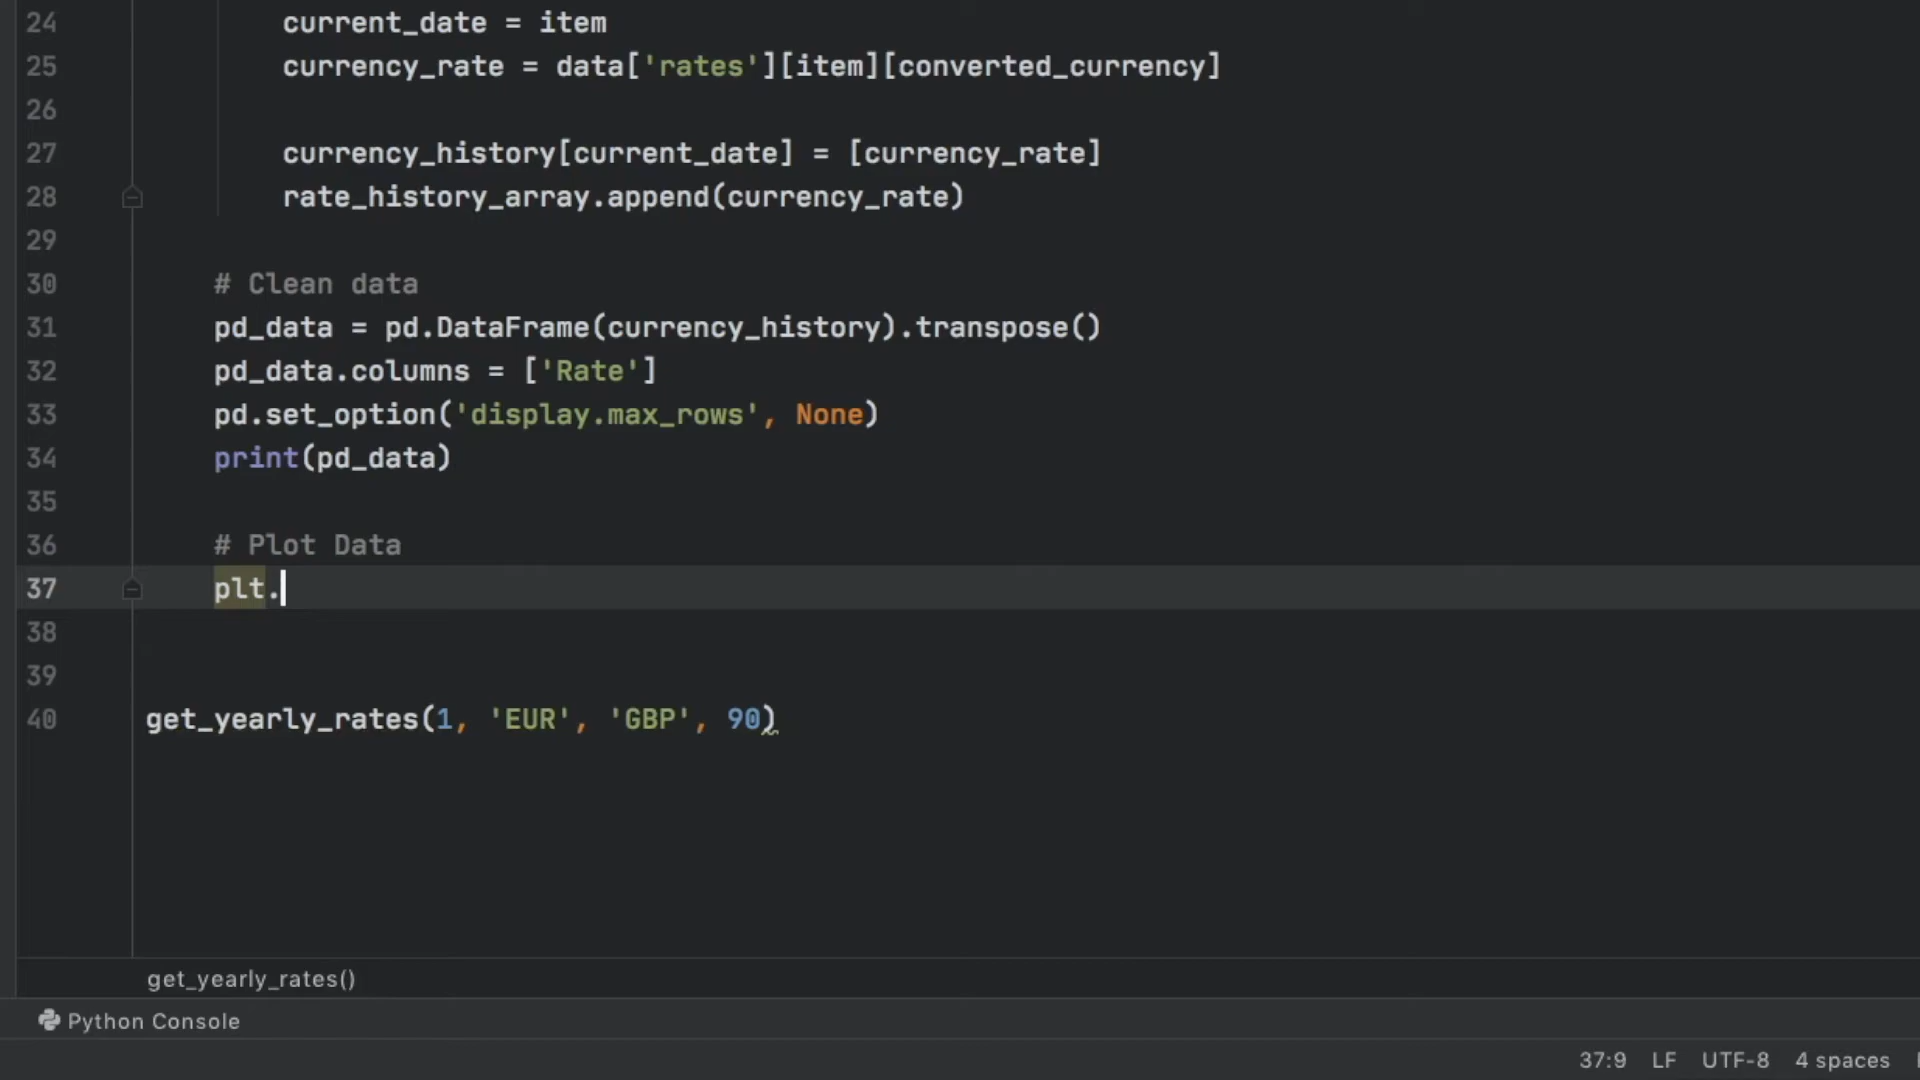 24 current_date = item
25 currency_rate = data['rates'][item][converted_currency]
26
27 currency_history[current_date] = [currency_rate]
28 rate_history_array.append(currency_rate)
29
30 # Clean data
31 pd_data = pd.DataFrame(currency_history).transpose()
32 pd_data.columns = ['Rate']
33 pd.set_option('display.max_rows', None)
34 print(pd_data)
35
36 # Plot Data
37 plt.
38
39
40 get_yearly_rates(1, 'EUR', 'GBP', 90)
get_yearly_rates()
Python Console
37:9 LF UTF-8 4 spaces